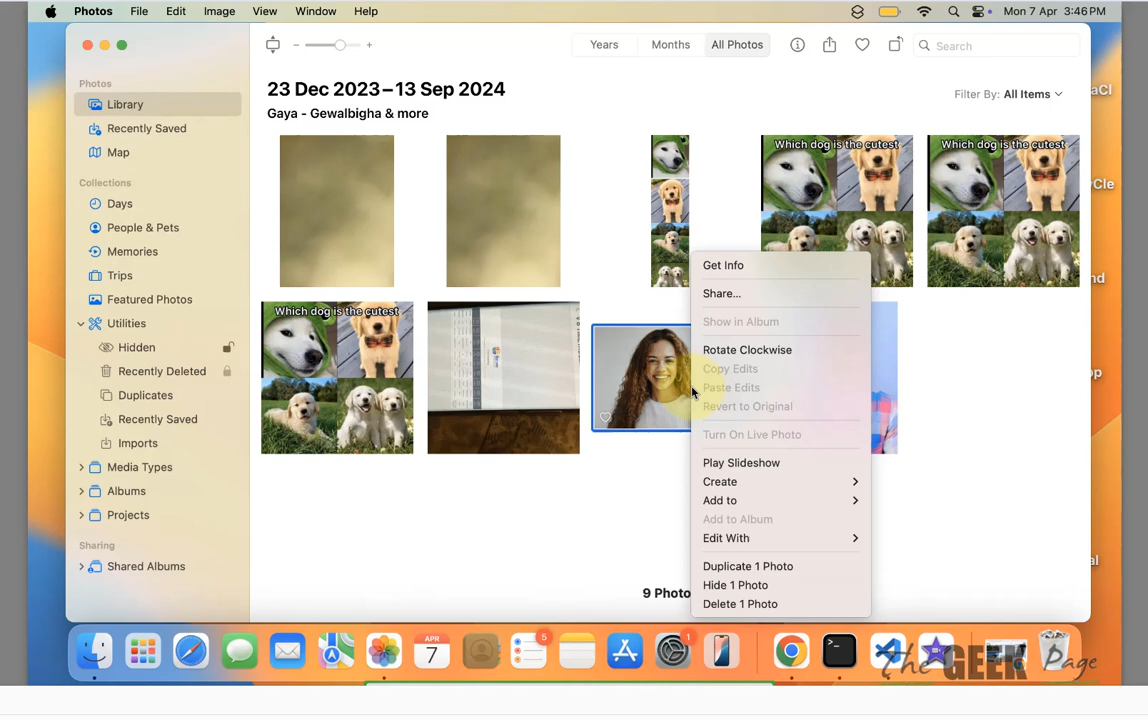 Photos File Edit Image View Window Help
Mon 7 Apr 3:46 PM
Years Months All Photos
Search
23 Dec 2023 – 13 Sep 2024
Gaya - Gewalbigha & more
Filter By: All Items
Photos
Library
Recently Saved
Map
Collections
Days
People & Pets
Memories
Trips
Featured Photos
Utilities
Hidden
Recently Deleted
Duplicates
Recently Saved
Imports
Media Types
Albums
Projects
Sharing
Shared Albums
Which dog is the cutest
Which dog is the cutest
Which dog is the cutest
Get Info
Share...
Show in Album
Rotate Clockwise
Copy Edits
Paste Edits
Revert to Original
Turn On Live Photo
Play Slideshow
Create
Add to
Add to Album
Edit With
Duplicate 1 Photo
Hide 1 Photo
Delete 1 Photo
9 Photo
aCl
Cle
nd
op
al
APR
7
5
1
The GEEK Page